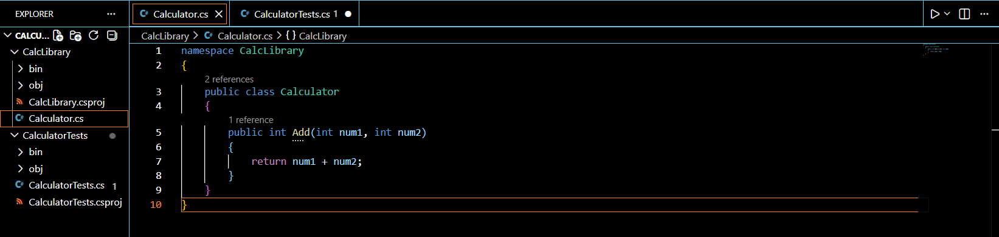 EXPLORER ···
CALCU...
CalcLibrary
bin
obj
CalcLibrary.csproj
C# Calculator.cs
CalculatorTests
bin
obj
C# CalculatorTests.cs 1
CalculatorTests.csproj
C# Calculator.cs
C# CalculatorTests.cs 1
CalcLibrary > C# Calculator.cs > {} CalcLibrary
1 namespace CalcLibrary
2 {
2 references
3 public class Calculator
4 {
1 reference
5 public int Add(int num1, int num2)
6 {
7 return num1 + num2;
8 }
9 }
10 }